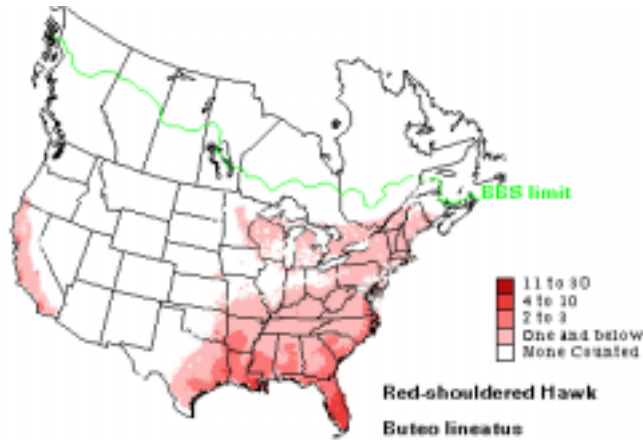 BBS limit
11 to 30
4 to 10
2 to 3
One and below
None Counted
Red-shouldered Hawk
Buteo lineatus